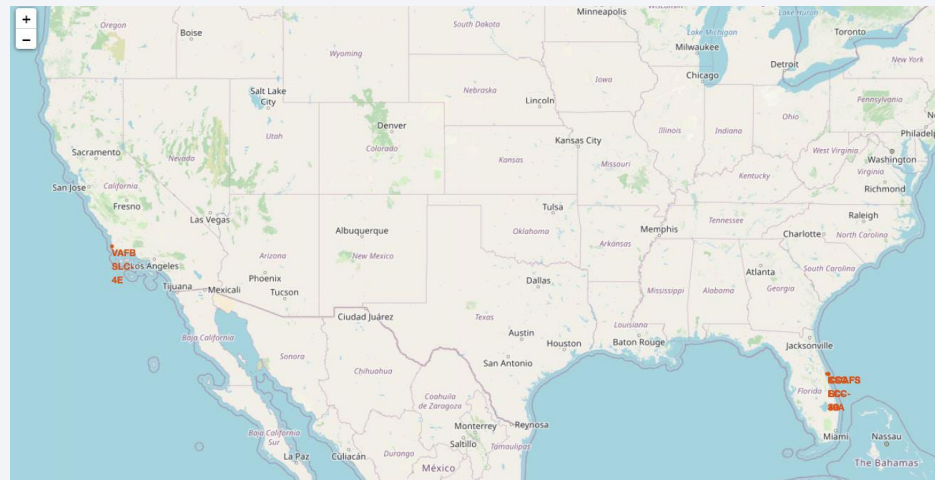 +
−
Oregon
Boise
South Dakota
Minneapolis
Wisconsin
Lake Huron
Toronto
Wyoming
Lake Michigan
Milwaukee
Detroit
New York
Chicago
Salt Lake
City
Nebraska
Iowa
Lincoln
Pennsylvania
Utah
Denver
Colorado
Illinois
Indiana
Ohio
Sacramento
Nevada
Kansas City
Kansas
Missouri
West Virginia
Washington
San Jose
California
Kentucky
Virginia
Richmond
Fresno
Las Vegas
Tulsa
Raleigh
Albuquerque
Oklahoma
Memphis
Tennessee
Charlotte
North Carolina
VAFB
SLC-
4E
Los Angeles
Arizona
New Mexico
Arkansas
Atlanta
South Carolina
Phoenix
Dallas
Tijuana
Mexicali
Tucson
Mississippi
Alabama
Georgia
Ciudad Juárez
Texas
Louisiana
Baja California
Austin
Houston
Baton Rouge
Jacksonville
Sonora
San Antonio
Chihuahua
Florida
Coahuila
de Zaragoza
Monterrey
Reynosa
Baja California
Sur
Saltillo
Miami
Nassau
La Paz
Culiacán
Durango
Tamaulipas
México
The Bahamas